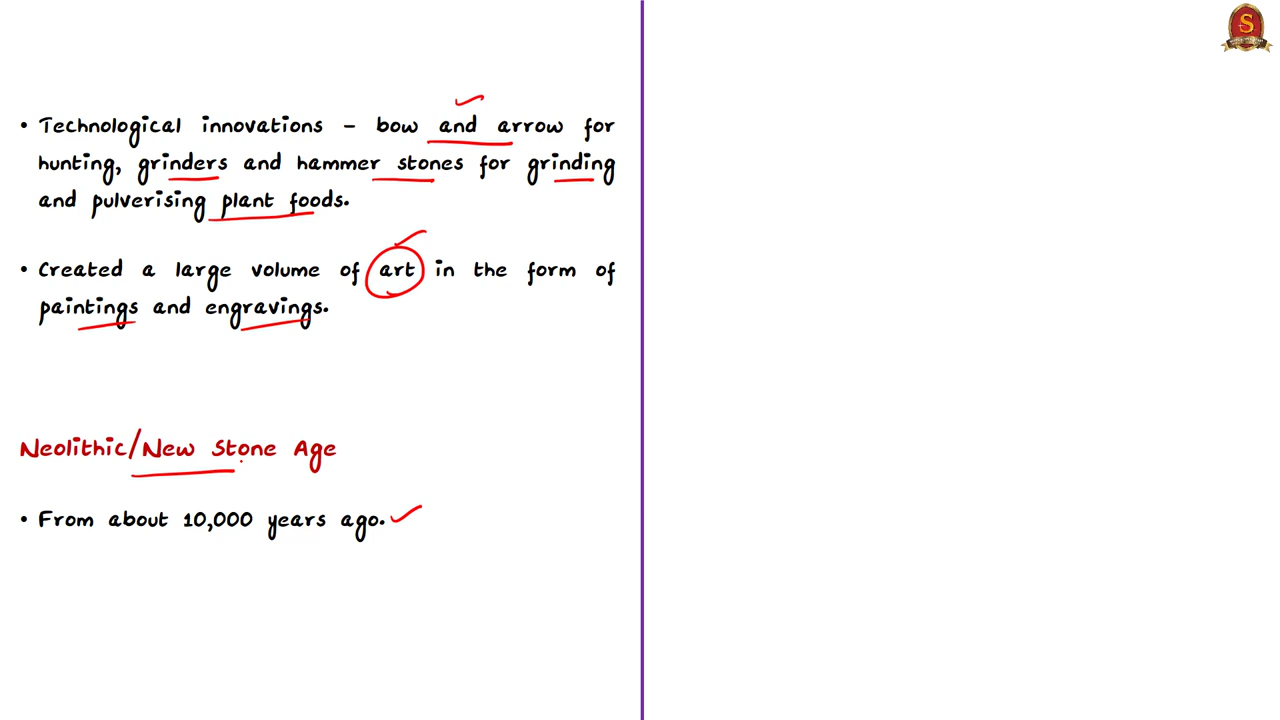 • Technological innovations – bow and arrow for
hunting, grinders and hammer stones for grinding
and pulverising plant foods.
• Created a large volume of art in the form of
paintings and engravings.
Neolithic/New Stone Age
• From about 10,000 years ago.
S